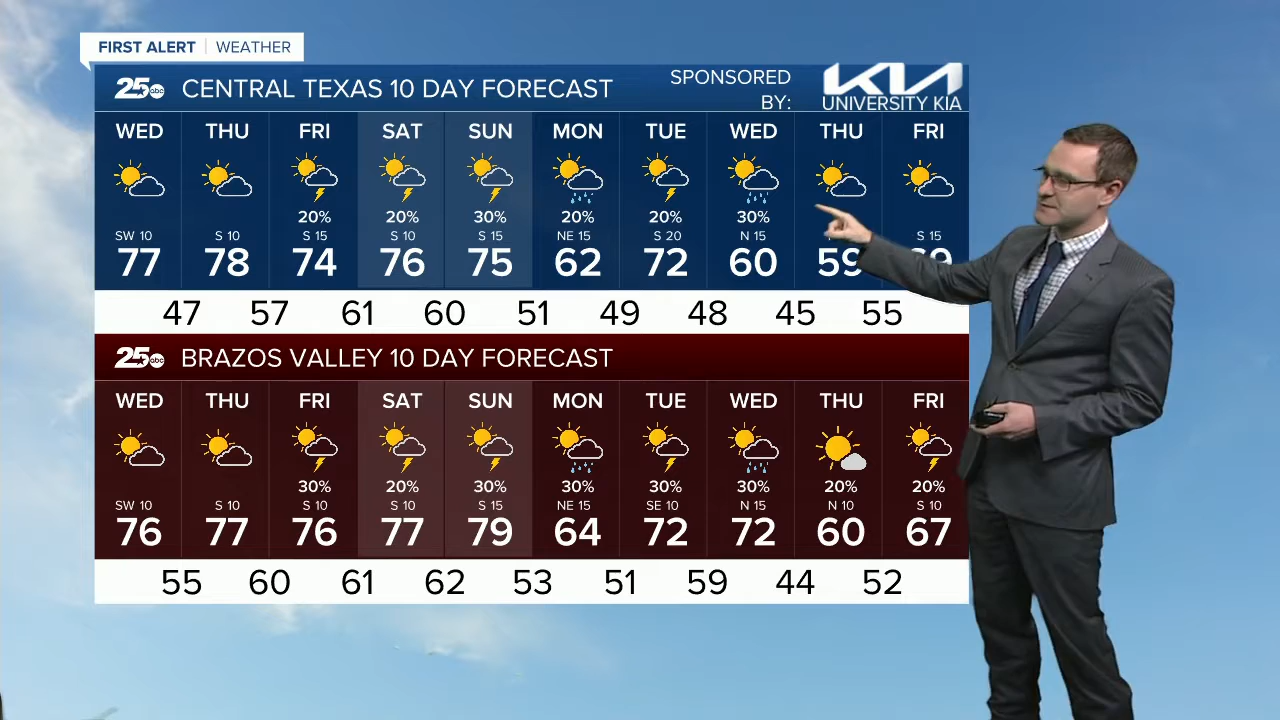 FIRST ALERT | WEATHER
25 abc CENTRAL TEXAS 10 DAY FORECAST SPONSORED BY: KIA UNIVERSITY KIA
WED THU FRI SAT SUN MON TUE WED THU FRI
20% 20% 30% 20% 20% 30%
SW 10 S 10 S 15 S 10 S 15 NE 15 S 20 N 15 S 15
77 78 74 76 75 62 72 60 59
47 57 61 60 51 49 48 45 55
25 abc BRAZOS VALLEY 10 DAY FORECAST
WED THU FRI SAT SUN MON TUE WED THU FRI
30% 20% 30% 30% 30% 30% 20% 20%
SW 10 S 10 S 10 S 10 S 15 NE 15 SE 10 N 15 N 10 S 10
76 77 76 77 79 64 72 72 60 67
55 60 61 62 53 51 59 44 52